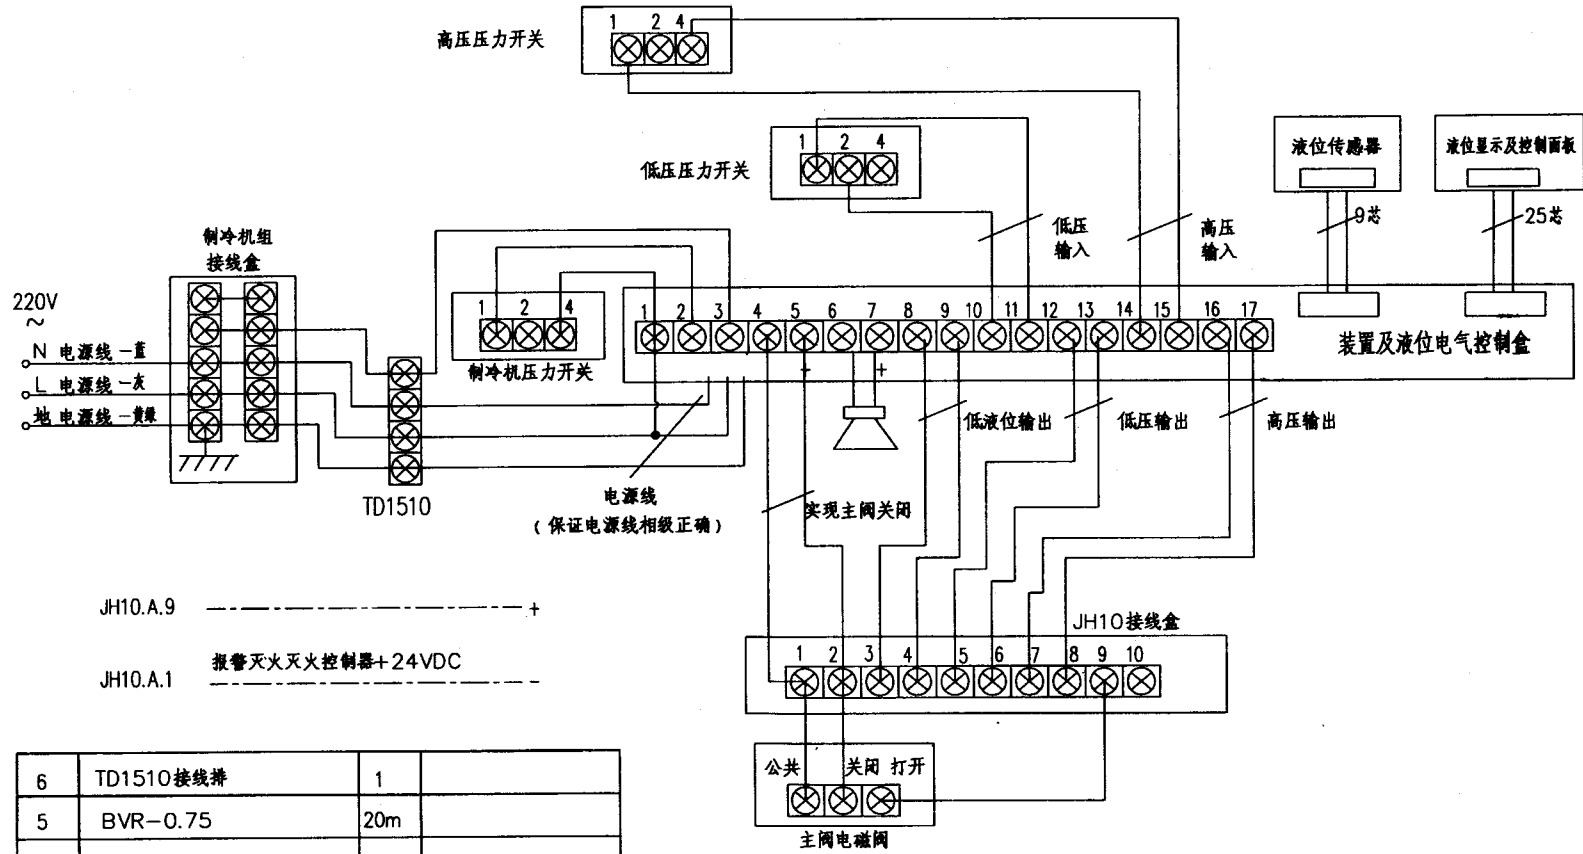 1 2 4
高压压力开关
1 2 4
低压压力开关
液位传感器
液位显示及控制面板
9芯
25芯
低压
输入
高压
输入
制冷机组
接线盒
220V
~
N 电源线 一蓝
L 电源线 一灰
地 电源线 一黄绿
1 2 4
制冷机压力开关
1 2 3 4 5 6 7 8 9 10 11 12 13 14 15 16 17
装置及液位电气控制盒
+ +
TD1510
电源线
(保证电源线相级正确)
实现主阀关闭
低液位输出
低压输出
高压输出
JH10.A.9 +
报警灭火灭火控制器+24VDC
JH10.A.1 -
JH10接线盒
1 2 3 4 5 6 7 8 9 10
公共 关闭 打开
主阀电磁阀
6 TD1510接线排 1
5 BVR-0.75 20m